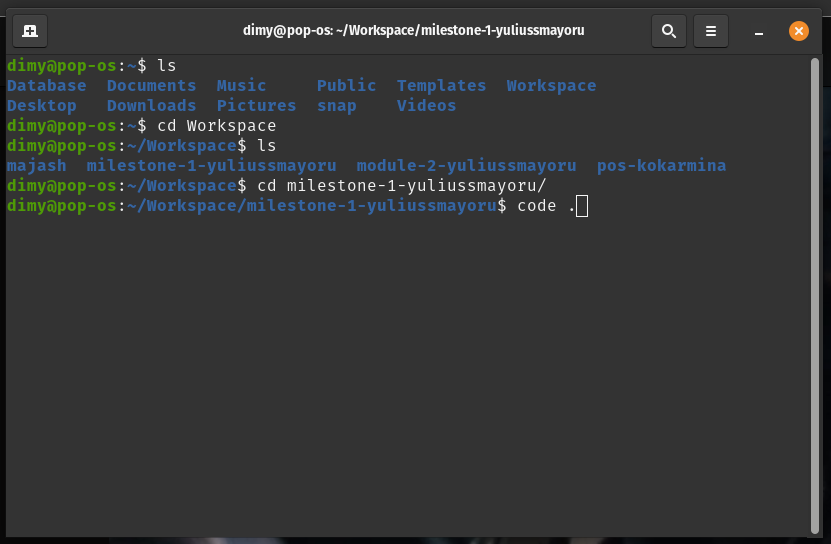 dimy@pop-os: ~/Workspace/milestone-1-yuliussmayoru
dimy@pop-os:~$ ls
Database  Documents  Music     Public  Templates  Workspace
Desktop   Downloads  Pictures  snap    Videos
dimy@pop-os:~$ cd Workspace
dimy@pop-os:~/Workspace$ ls
majash  milestone-1-yuliussmayoru  module-2-yuliussmayoru  pos-kokarmina
dimy@pop-os:~/Workspace$ cd milestone-1-yuliussmayoru/
dimy@pop-os:~/Workspace/milestone-1-yuliussmayoru$ code .